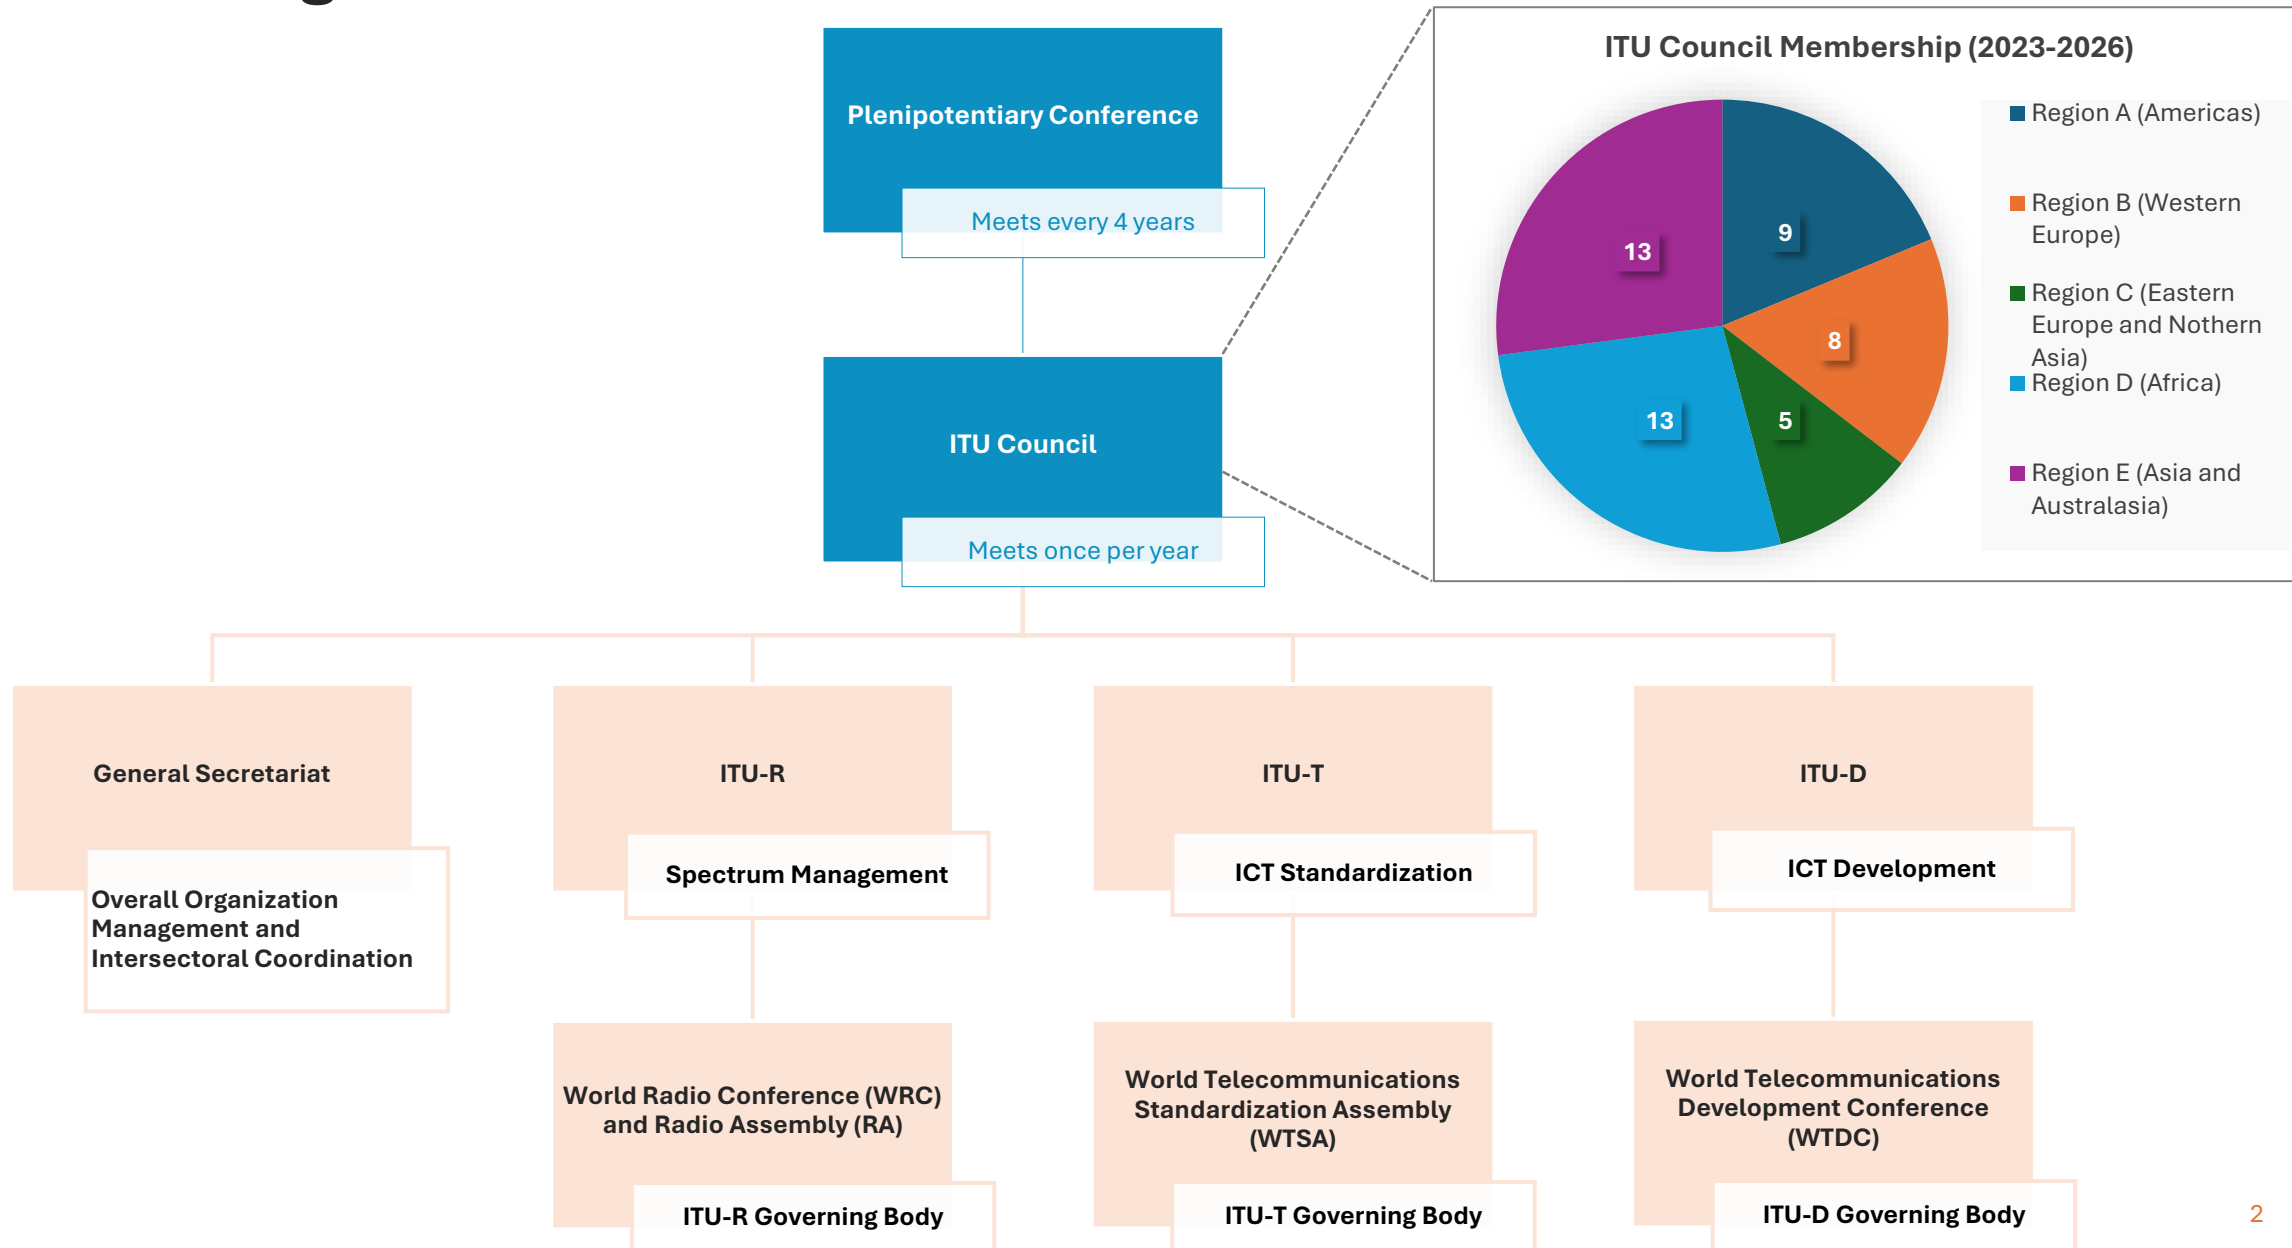 Plenipotentiary Conference
Meets every 4 years
ITU Council
Meets once per year
ITU Council Membership (2023-2026)
9
8
5
13
13
Region A (Americas)
Region B (Western
Europe)
Region C (Eastern
Europe and Nothern
Asia)
Region D (Africa)
Region E (Asia and
Australasia)
General Secretariat
Overall Organization
Management and
Intersectoral Coordination
ITU-R
Spectrum Management
ITU-T
ICT Standardization
ITU-D
ICT Development
World Radio Conference (WRC)
and Radio Assembly (RA)
ITU-R Governing Body
World Telecommunications
Standardization Assembly
(WTSA)
ITU-T Governing Body
World Telecommunications
Development Conference
(WTDC)
ITU-D Governing Body
2